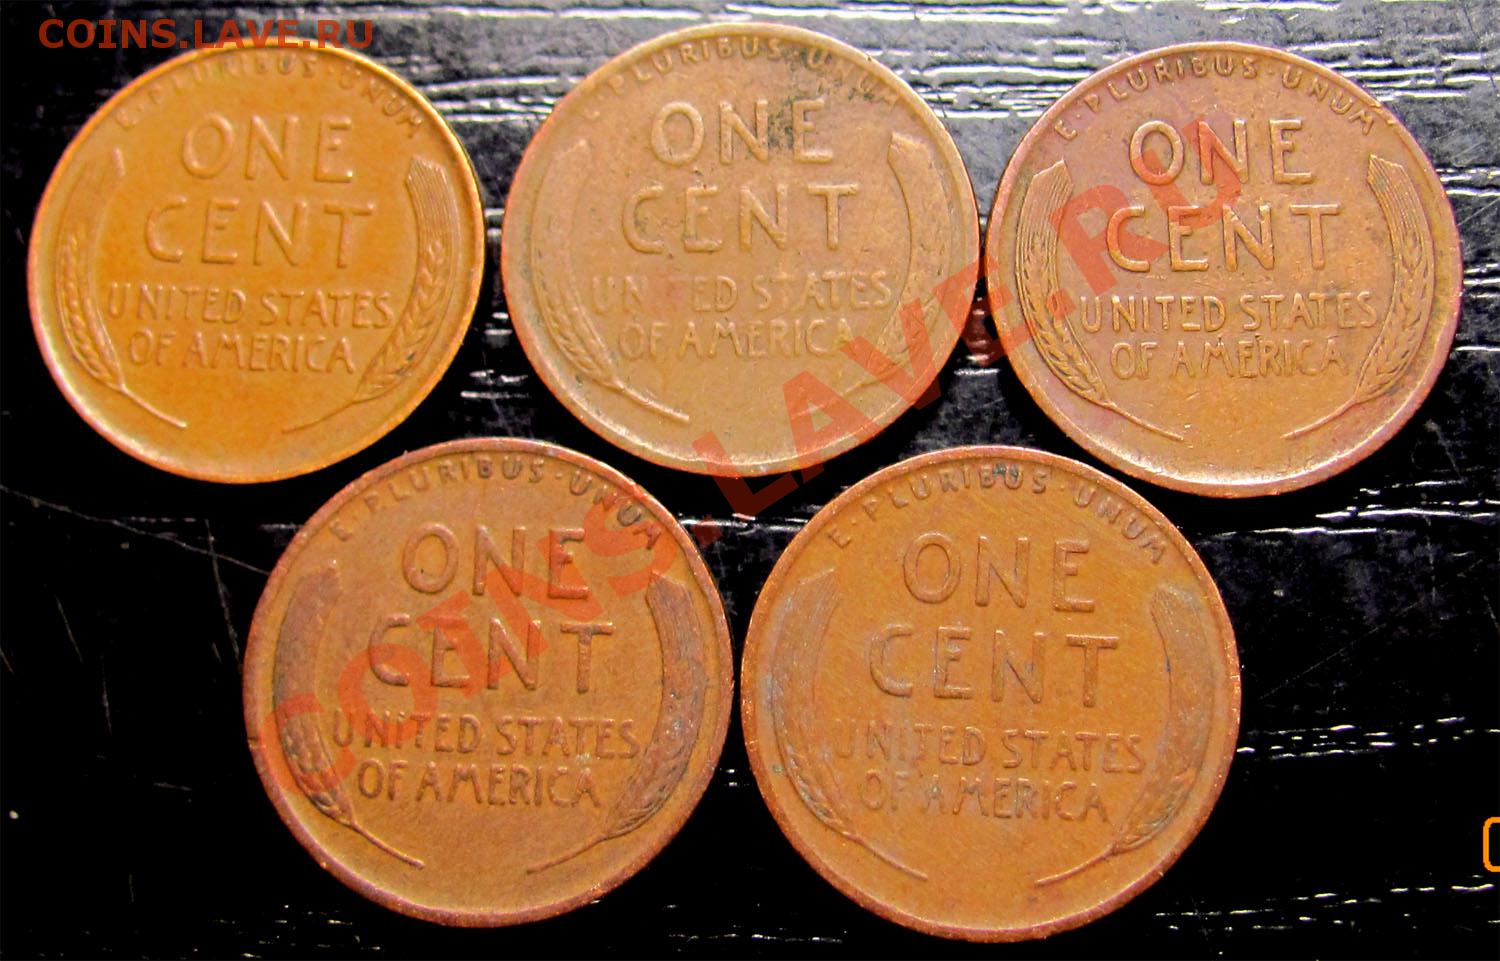 COINS.LAVE.RU
E·PLURIBUS·UNUM
ONE
CENT
UNITED STATES
OF AMERICA
E·PLURIBUS·UNUM
ONE
CENT
UNITED STATES
OF AMERICA
E·PLURIBUS·UNUM
ONE
CENT
UNITED STATES
OF AMERICA
COINS.LAVE.RU
E·PLURIBUS·UNUM
ONE
CENT
UNITED STATES
OF AMERICA
E·PLURIBUS·UNUM
ONE
CENT
UNITED STATES
OF AMERICA